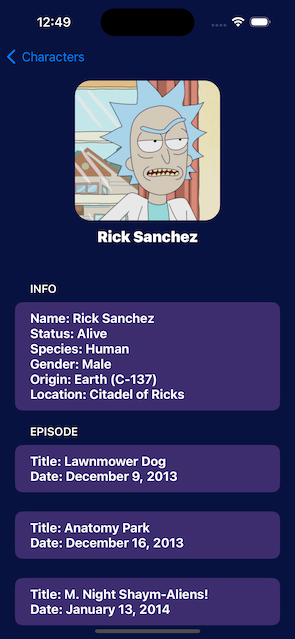 12:49
Characters
Rick Sanchez
INFO
Name: Rick Sanchez
Status: Alive
Species: Human
Gender: Male
Origin: Earth (C-137)
Location: Citadel of Ricks
EPISODE
Title: Lawnmower Dog
Date: December 9, 2013
Title: Anatomy Park
Date: December 16, 2013
Title: M. Night Shaym-Aliens!
Date: January 13, 2014